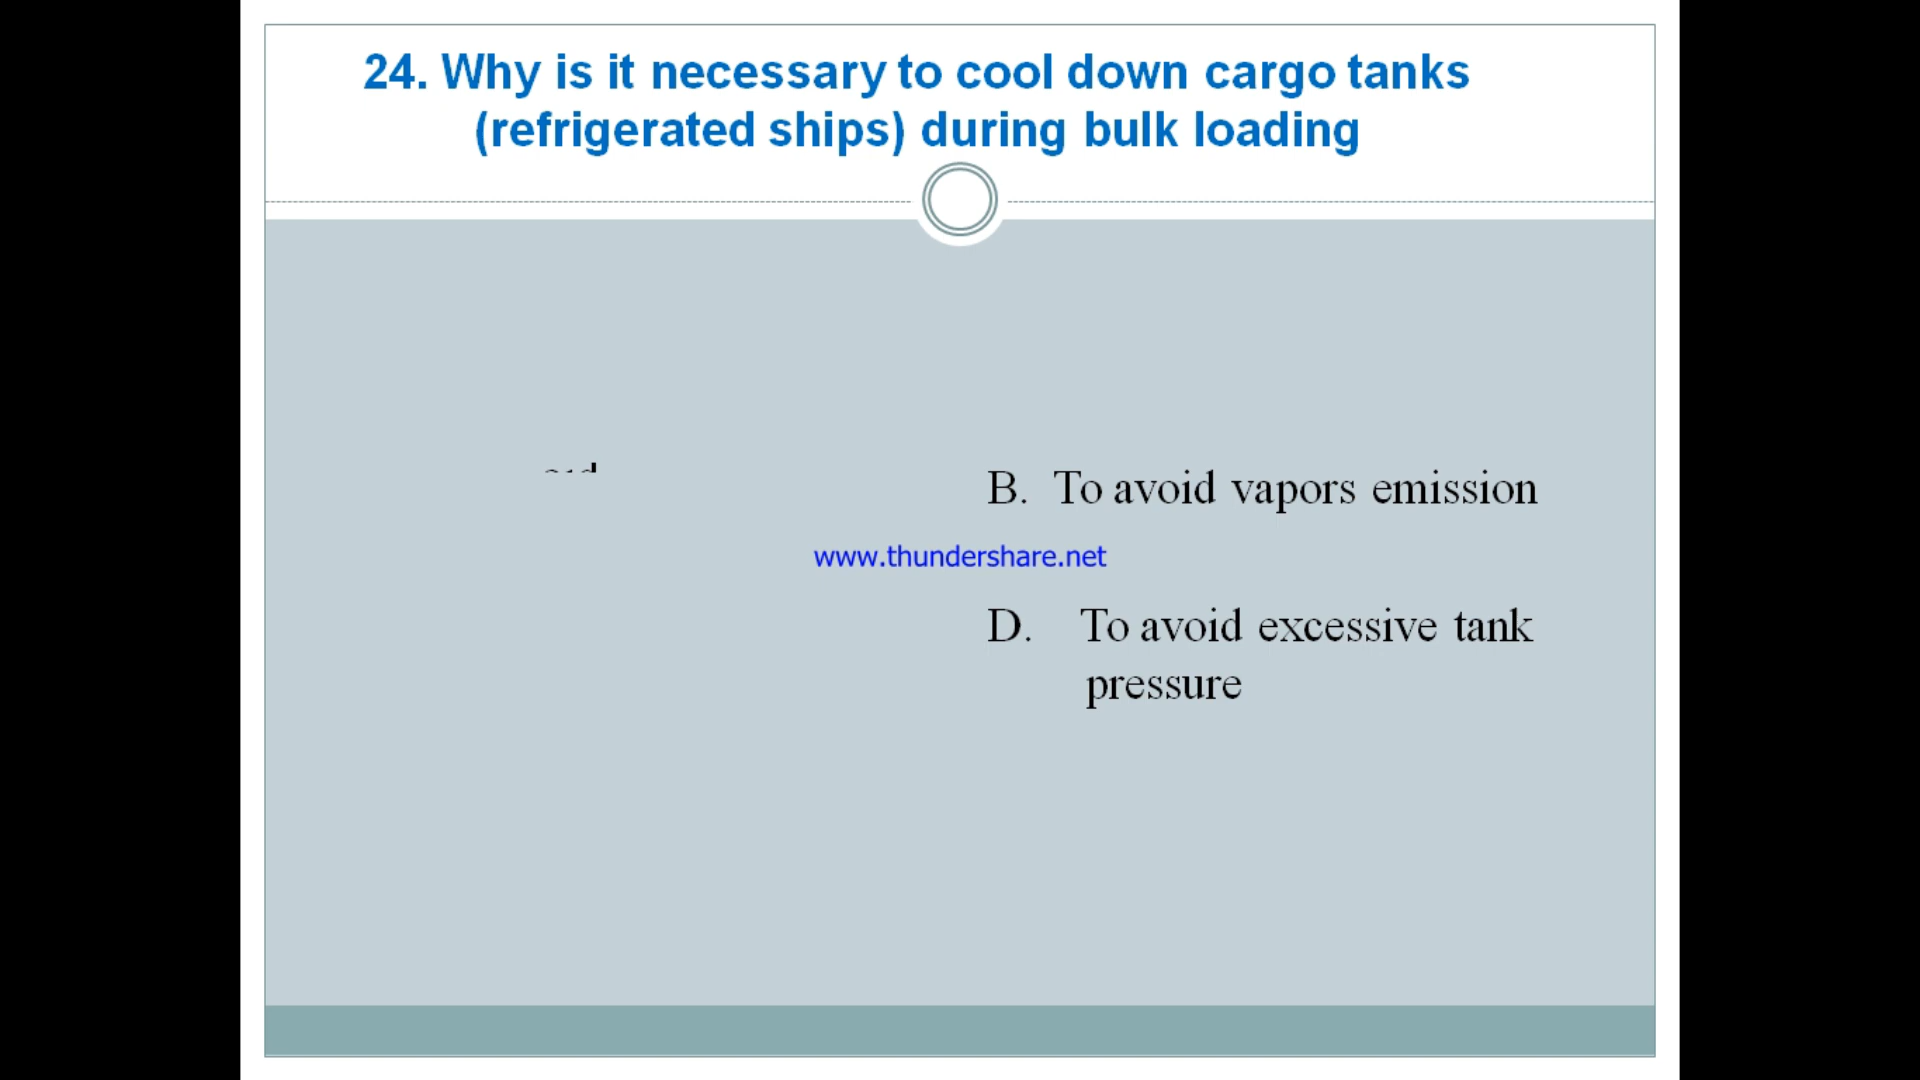 24. Why is it necessary to cool down cargo tanks
(refrigerated ships) during bulk loading
B. To avoid vapors emission
www.thundershare.net
D. To avoid excessive tank
pressure